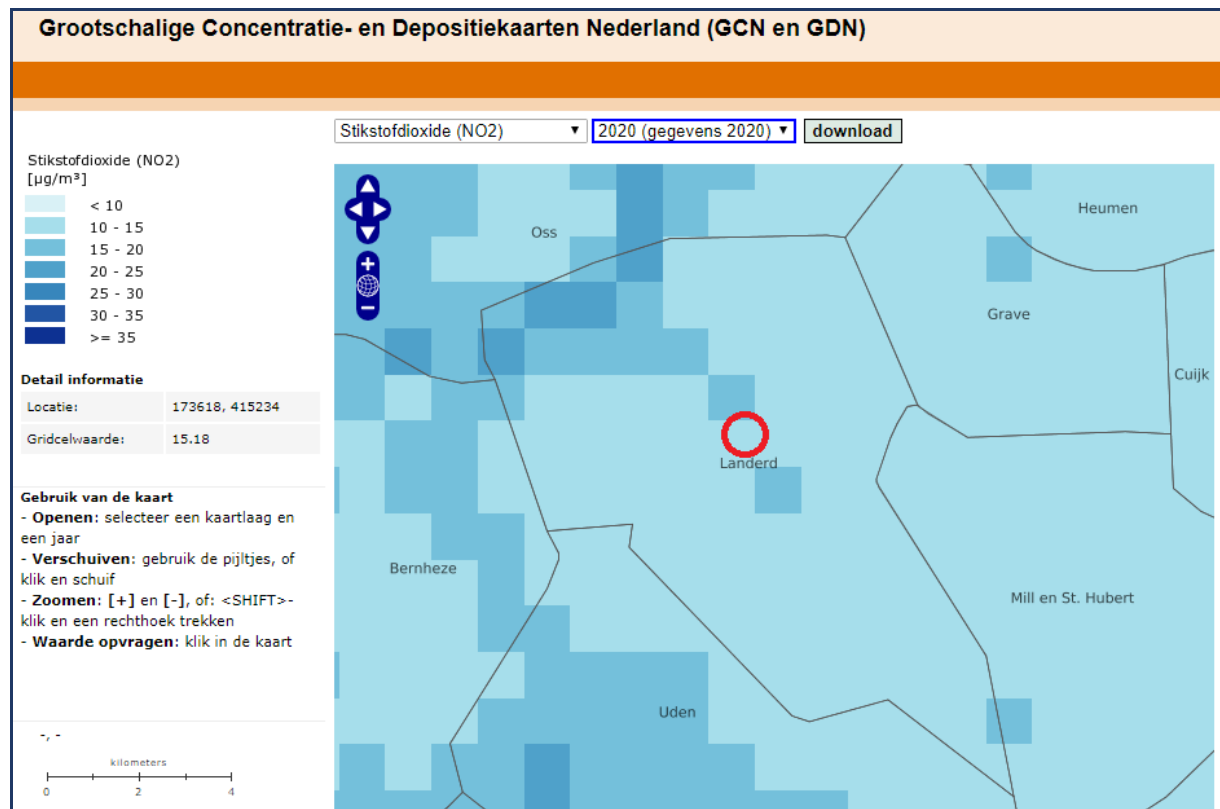 Grootschalige Concentratie- en Depositiekaarten Nederland (GCN en GDN)
Stikstofdioxide (NO2) 2020 (gegevens 2020) download
Stikstofdioxide (NO2)
[µg/m³]
< 10
10 - 15
15 - 20
20 - 25
25 - 30
30 - 35
>= 35
Detail informatie
Locatie: 173618, 415234
Gridcelwaarde: 15.18
Gebruik van de kaart
- Openen: selecteer een kaartlaag en
een jaar
- Verschuiven: gebruik de pijltjes, of
klik en schuif
- Zoomen: [+] en [-], of: <SHIFT>-
klik en een rechthoek trekken
- Waarde opvragen: klik in de kaart
-, -
kilometers
0 2 4
Heumen
Oss
Grave
Cuijk
Landerd
Bernheze
Mill en St. Hubert
Uden